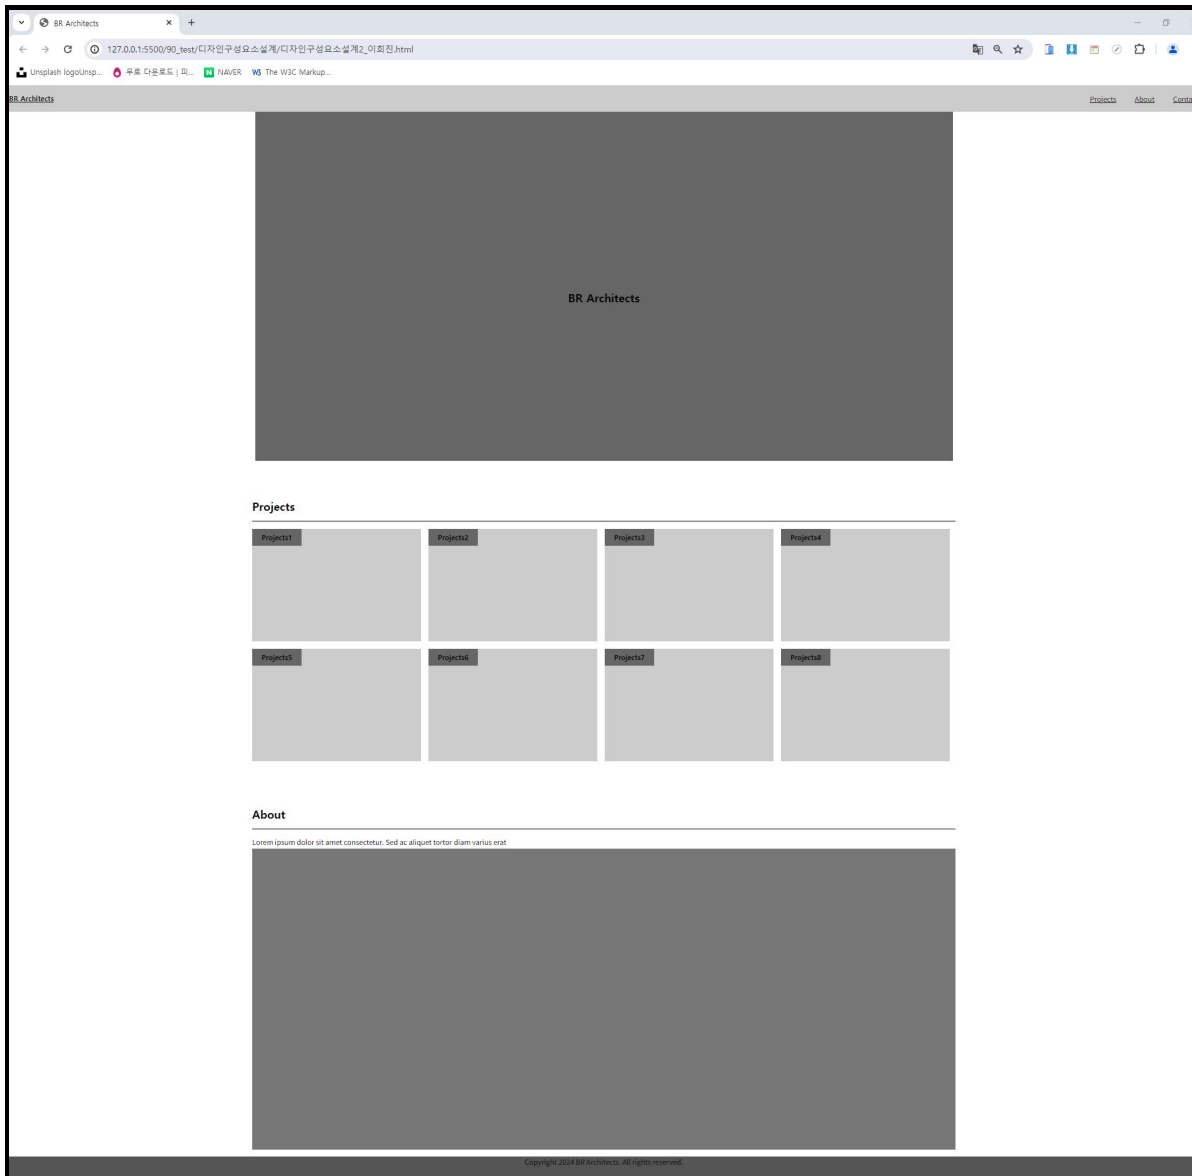 BR Architects
127.0.0.1:5500/90_test/디자인구성요소설계/디자인구성요소설계2_이희진.html
Unsplash logoUnsp... 무료 다운로드 | 피... N NAVER W3 The W3C Markup...
BR Architects Projects About Conta
BR Architects
Projects
Projects1 Projects2 Projects3 Projects4
Projects5 Projects6 Projects7 Projects8
About
Lorem ipsum dolor sit amet consectetur. Sed ac aliquet tortor diam varius erat
Copyright 2024 BR Architects. All rights reserved.